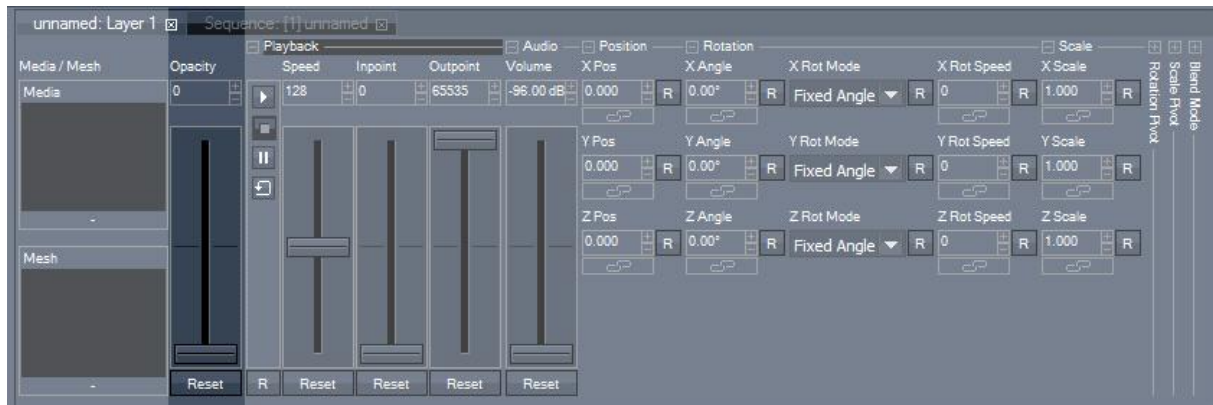 unnamed: Layer 1
Sequence: [1] unnamed
Playback
Audio
Position
Rotation
Scale
Media / Mesh
Opacity
Speed
Inpoint
Outpoint
Volume
X Pos
X Angle
X Rot Mode
X Rot Speed
X Scale
Media
0
128
0
65535
-96.00 dB
0.000
R
0.00°
R
Fixed Angle
R
0
R
1.000
R
Y Pos
Y Angle
Y Rot Mode
Y Rot Speed
Y Scale
0.000
R
0.00°
R
Fixed Angle
R
0
R
1.000
R
-
Z Pos
Z Angle
Z Rot Mode
Z Rot Speed
Z Scale
Mesh
0.000
R
0.00°
R
Fixed Angle
R
0
R
1.000
R
-
Reset
R
Reset
Reset
Reset
Reset
Rotation Pivot
Scale Pivot
Blend Mode